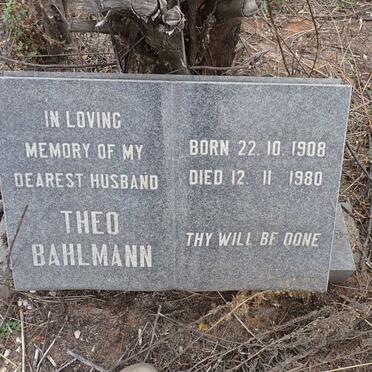 IN LOVING
MEMORY OF MY
DEAREST HUSBAND
THEO
BAHLMANN
BORN 22.10.1908
DIED 12.11.1980
THY WILL BE DONE